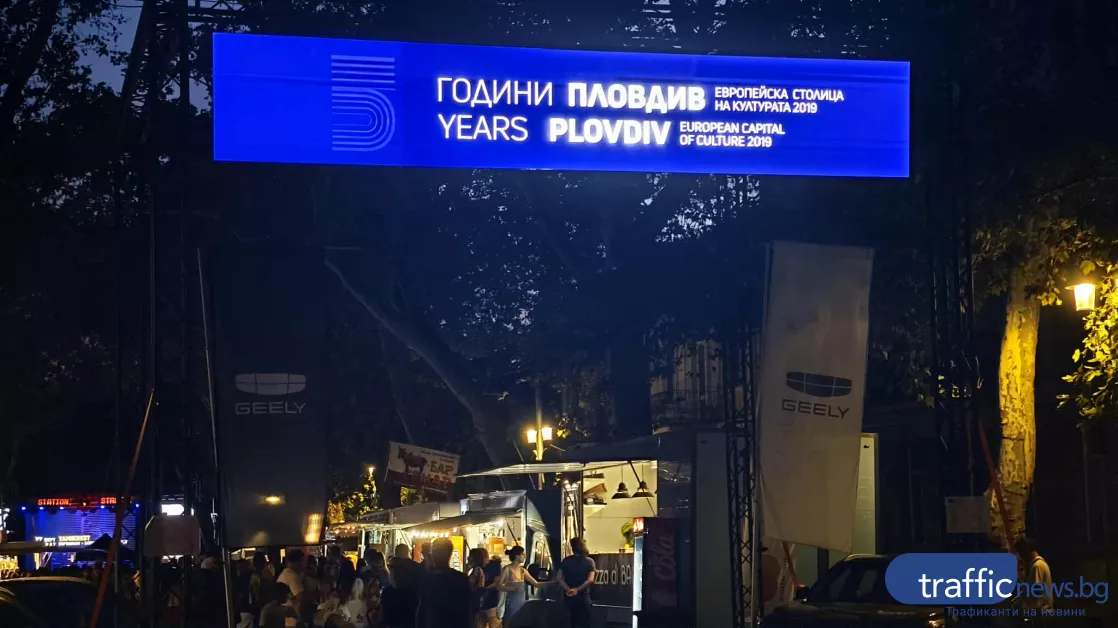 5 ГОДИНИ ПЛОВДИВ ЕВРОПЕЙСКА СТОЛИЦА НА КУЛТУРАТА 2019
YEARS PLOVDIV EUROPEAN CAPITAL OF CULTURE 2019
GEELY
GEELY
БАР
STATION
trafficnews.bg
Трафиканти на новини